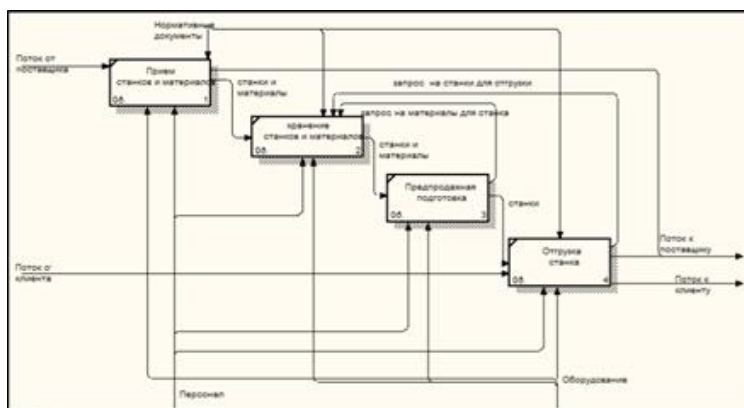 Нормативные
документы
Поток от
поставщика
Прием
станков и материалов
0б.
1
станки и
материалы
запрос на станки для отгрузки
запрос на материалы для станка
хранение
станков и материалов
0б.
2
станки и
материалы
Предпродажная
подготовка
0б.
3
станки
Отгрузка
станка
0б.
4
Поток к
поставщику
Поток от
клиента
Поток к
клиенту
Оборудование
Персонал